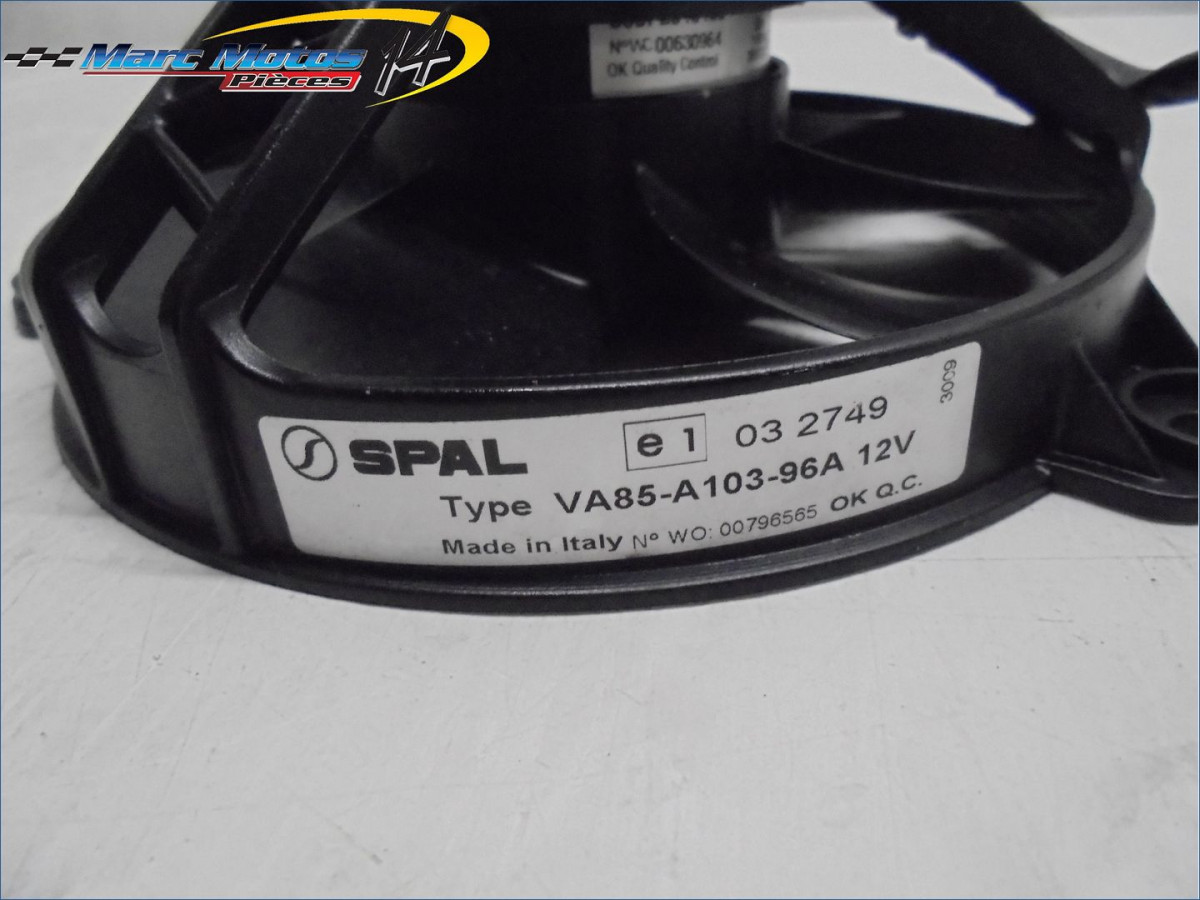 Marc Motos 14
Pièces
N°WC 00630964
OK Quality Control
SPAL e1 03 2749
3009
Type VA85-A103-96A 12V
Made in Italy N° WO: 00796565 OK Q.C.